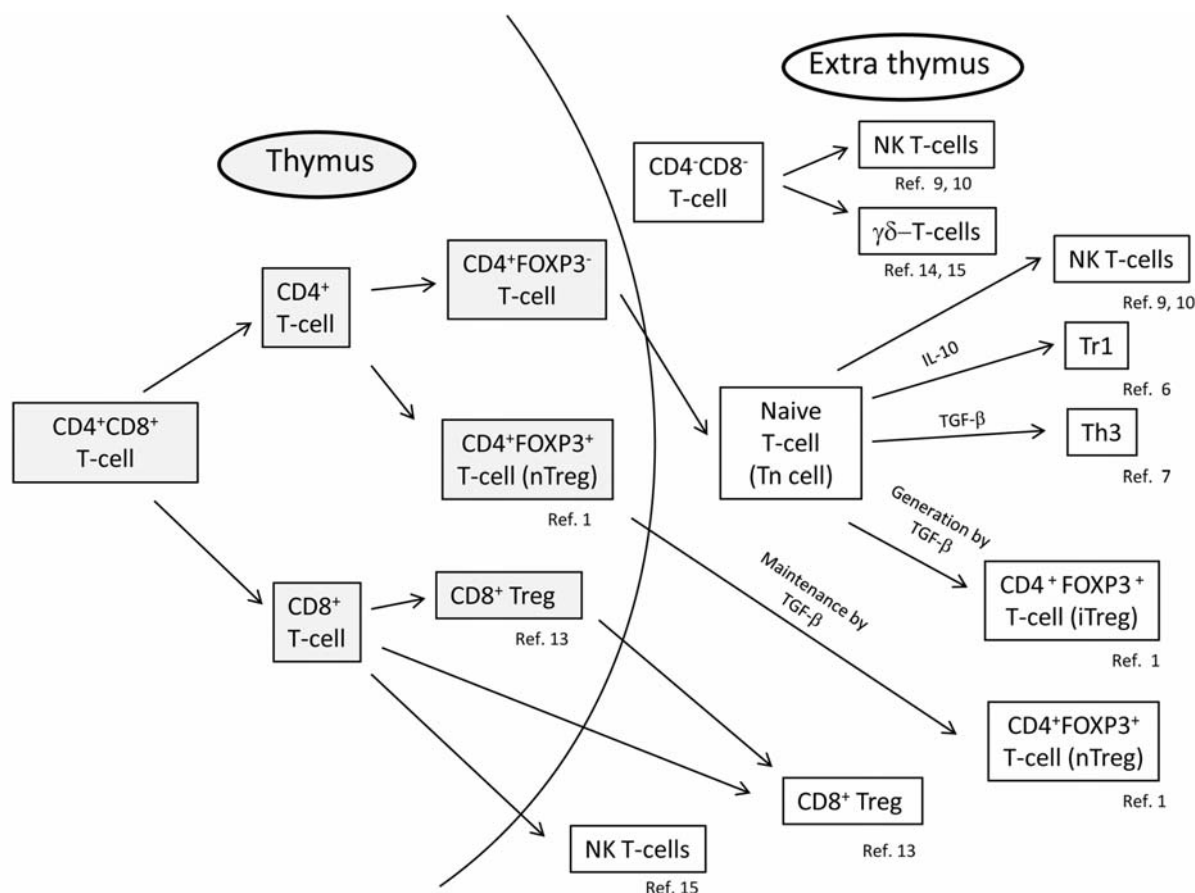 Extra thymus
Thymus
CD4⁻CD8⁻
T-cell
NK T-cells
Ref. 9, 10
γδ–T-cells
Ref. 14, 15
CD4⁺FOXP3⁻
T-cell
CD4⁺
T-cell
NK T-cells
Ref. 9, 10
IL-10
Tr1
Ref. 6
CD4⁺CD8⁺
T-cell
CD4⁺FOXP3⁺
T-cell (nTreg)
Ref. 1
Naive
T-cell
(Tn cell)
TGF-β
Th3
Ref. 7
Generation by
TGF-β
Maintenance by
TGF-β
CD4⁺ FOXP3⁺
T-cell (iTreg)
Ref. 1
CD8⁺
T-cell
CD8⁺ Treg
Ref. 13
CD4⁺FOXP3⁺
T-cell (nTreg)
Ref. 1
CD8⁺ Treg
Ref. 13
NK T-cells
Ref. 15